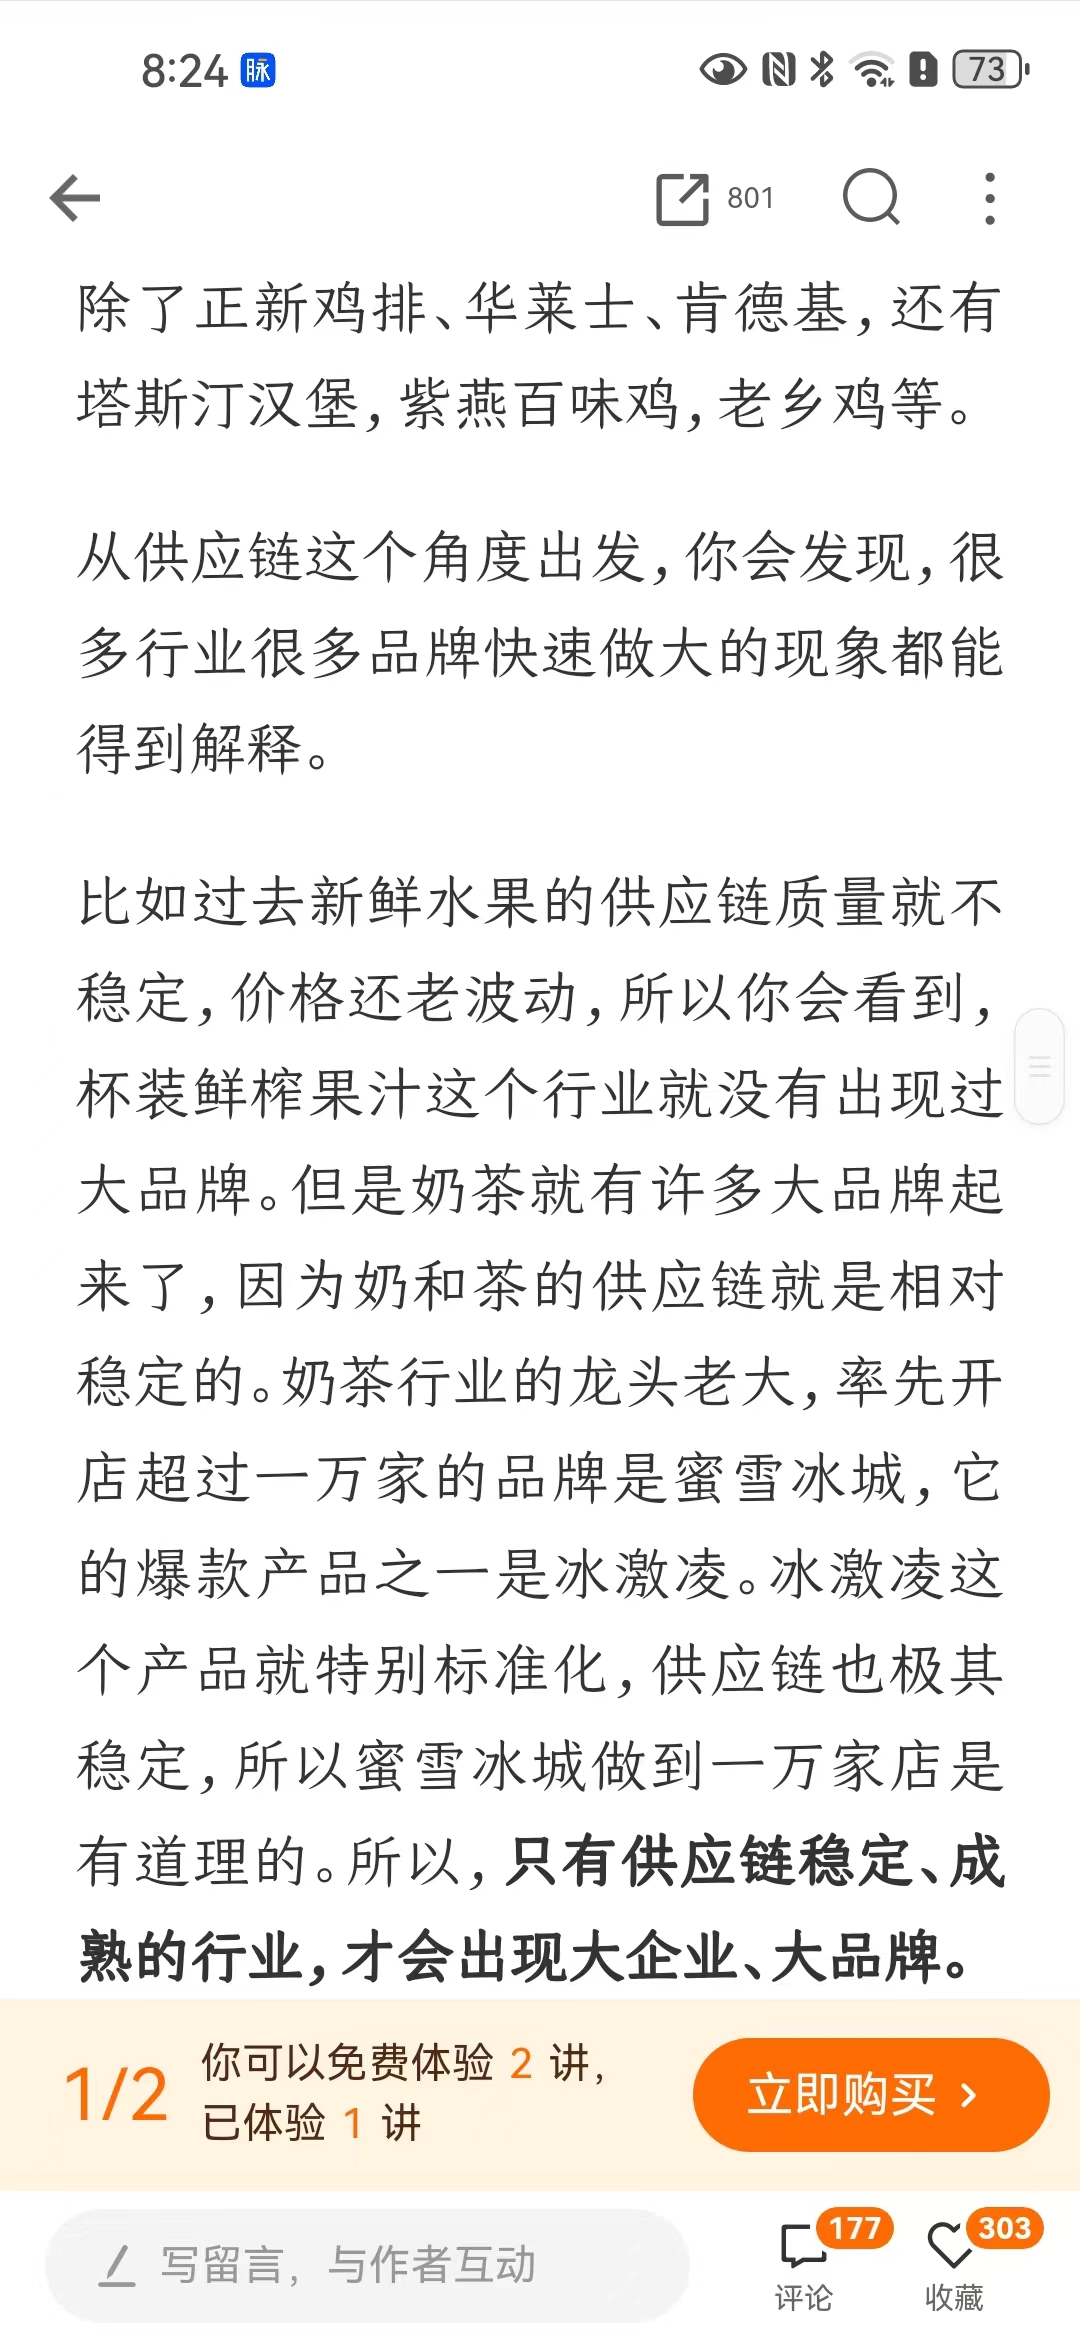 8:24 脉 73
801
除了正新鸡排、华莱士、肯德基，还有
塔斯汀汉堡，紫燕百味鸡，老乡鸡等。
从供应链这个角度出发，你会发现，很
多行业很多品牌快速做大的现象都能
得到解释。
比如过去新鲜水果的供应链质量就不
稳定，价格还老波动，所以你会看到，
杯装鲜榨果汁这个行业就没有出现过
大品牌。但是奶茶就有许多大品牌起
来了，因为奶和茶的供应链就是相对
稳定的。奶茶行业的龙头老大，率先开
店超过一万家的品牌是蜜雪冰城，它
的爆款产品之一是冰激凌。冰激凌这
个产品就特别标准化，供应链也极其
稳定，所以蜜雪冰城做到一万家店是
有道理的。所以，只有供应链稳定、成
熟的行业，才会出现大企业、大品牌。
1/2
你可以免费体验 2 讲，
已体验 1 讲
立即购买 >
写留言，与作者互动
177
评论
303
收藏